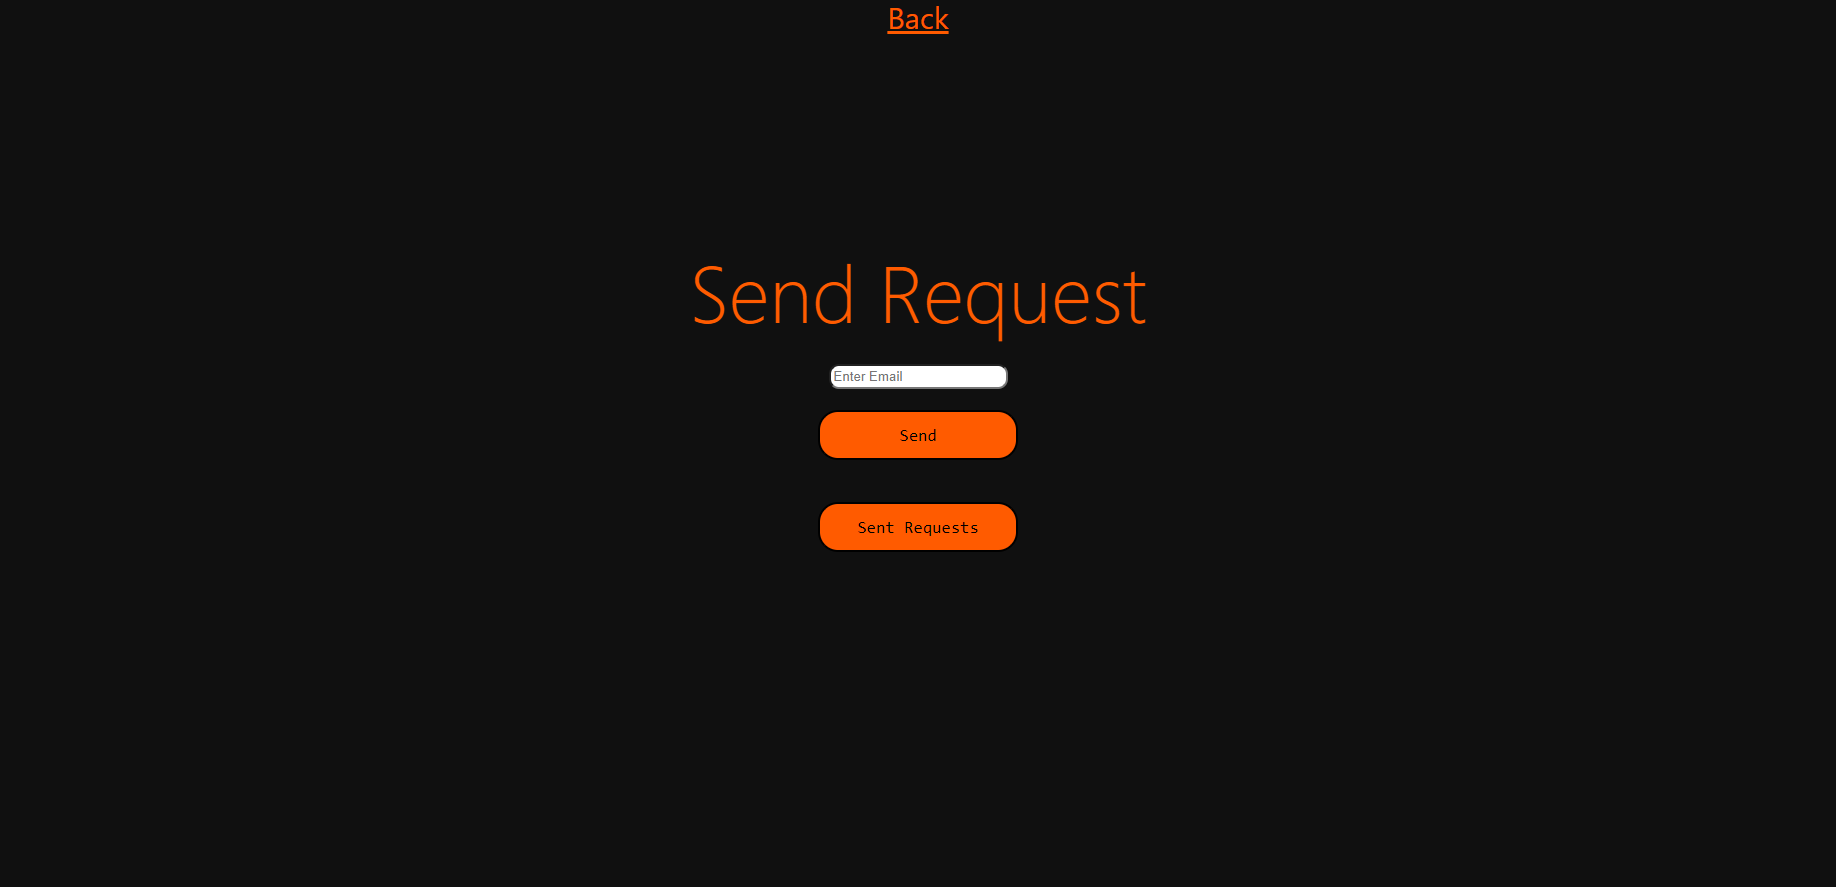 Back
Send Request
Enter Email
Send
Sent Requests